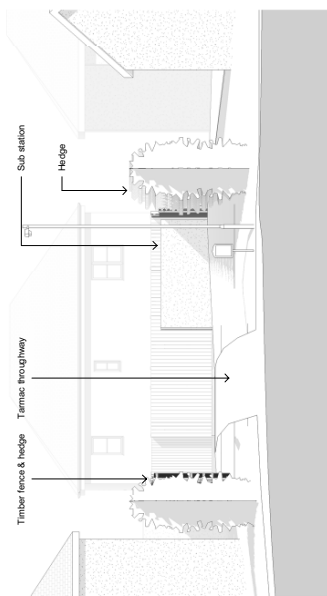 Timber fence & hedge
Tarmac throughway
Sub station
Hedge